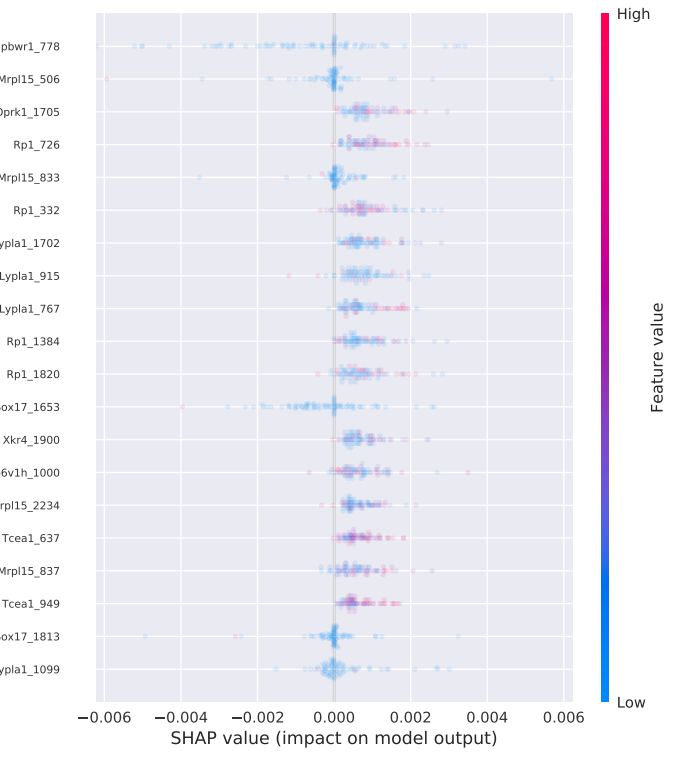 High
pbwr1_778
Mrpl15_506
Oprk1_1705
Rp1_726
Mrpl15_833
Rp1_332
ypla1_1702
Lypla1_915
Lypla1_767
Rp1_1384
Rp1_1820
ox17_1653
Xkr4_1900
6v1h_1000
rpl15_2234
Tcea1_637
Mrpl15_837
Tcea1_949
ox17_1813
ypla1_1099
Feature value
Low
−0.006 −0.004 −0.002 0.000 0.002 0.004 0.006
SHAP value (impact on model output)